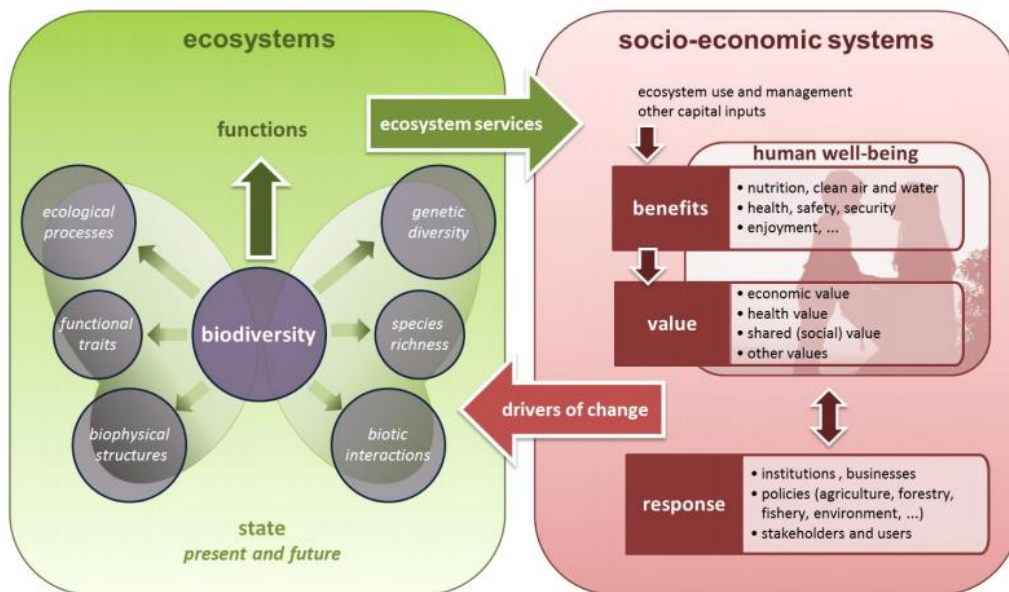 ecosystems
functions
ecological
processes
genetic
diversity
functional
traits
biodiversity
species
richness
biophysical
structures
biotic
interactions
state
present and future
ecosystem services
drivers of change
socio-economic systems
ecosystem use and management
other capital inputs
human well-being
benefits
• nutrition, clean air and water
• health, safety, security
• enjoyment, ...
value
• economic value
• health value
• shared (social) value
• other values
response
• institutions , businesses
• policies (agriculture, forestry,
fishery, environment, ...)
• stakeholders and users